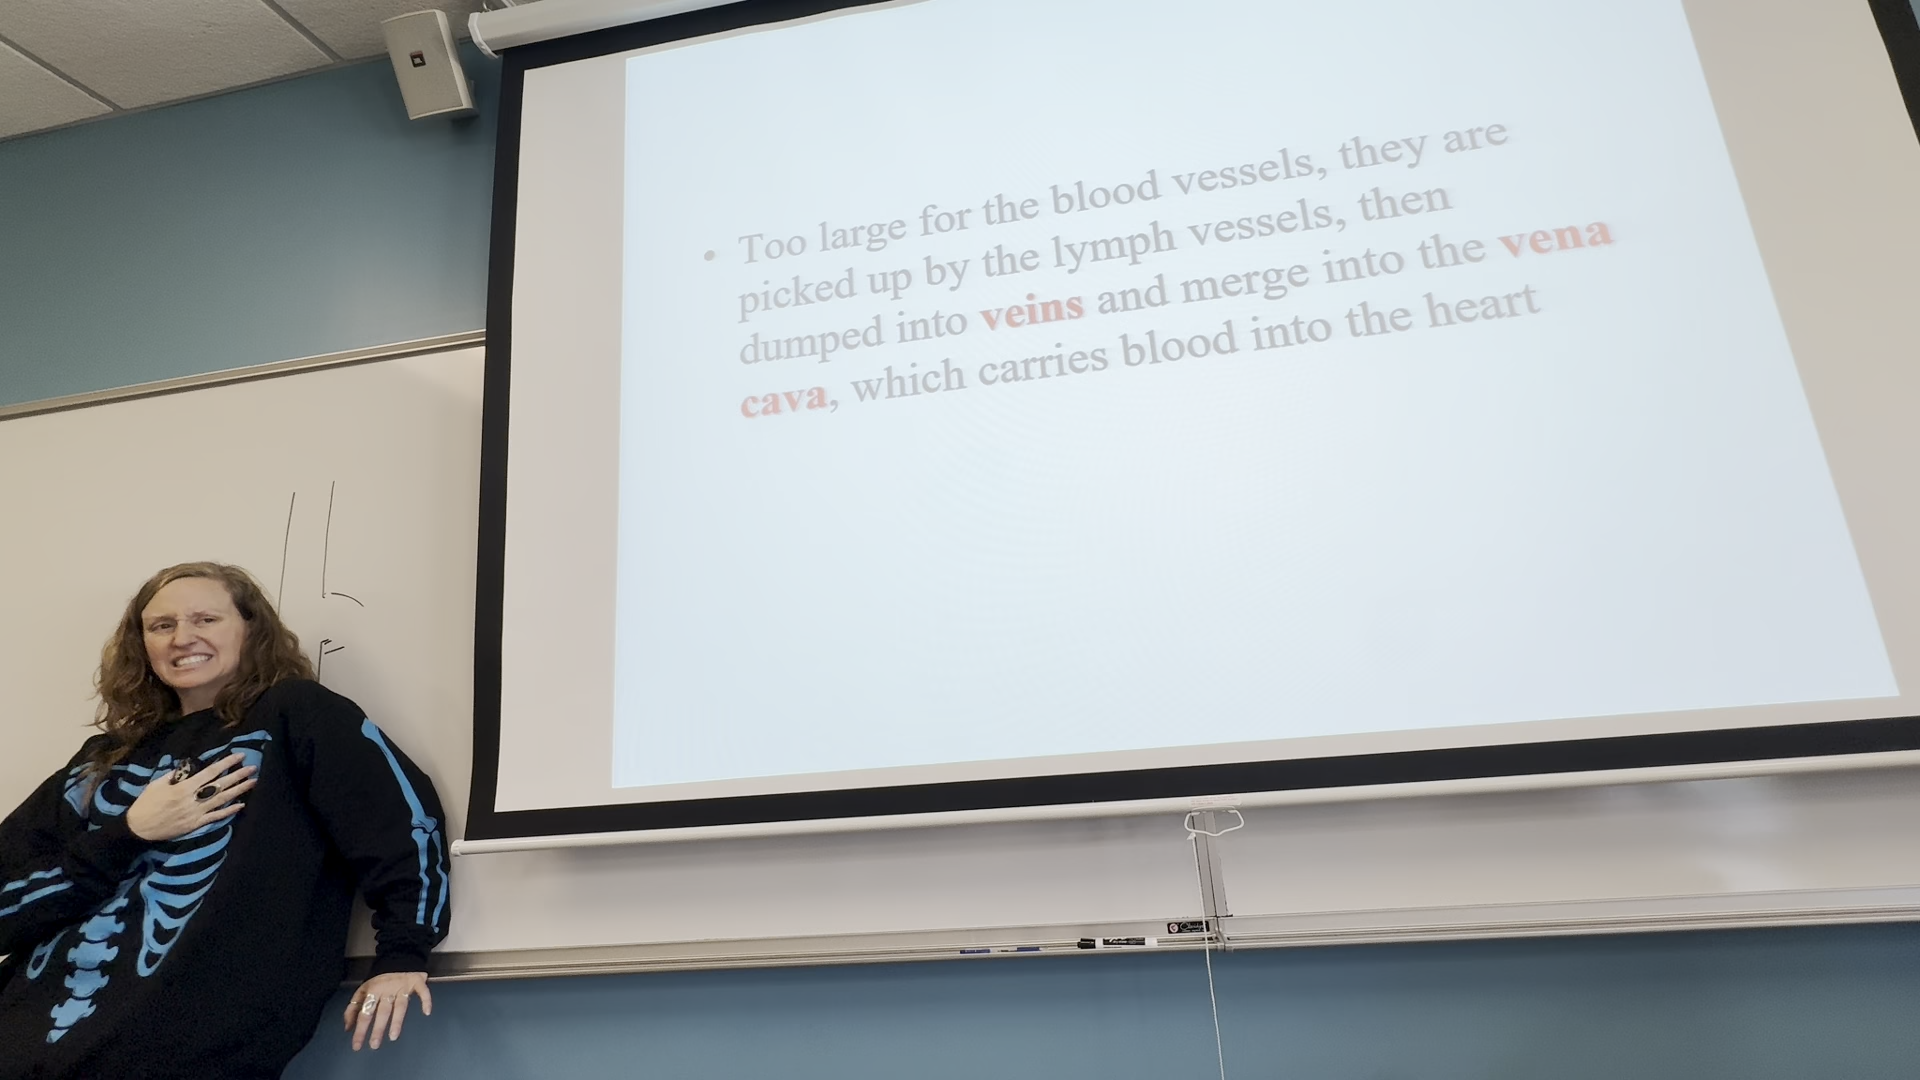 • Too large for the blood vessels, they are
picked up by the lymph vessels, then
dumped into veins and merge into the vena
cava, which carries blood into the heart